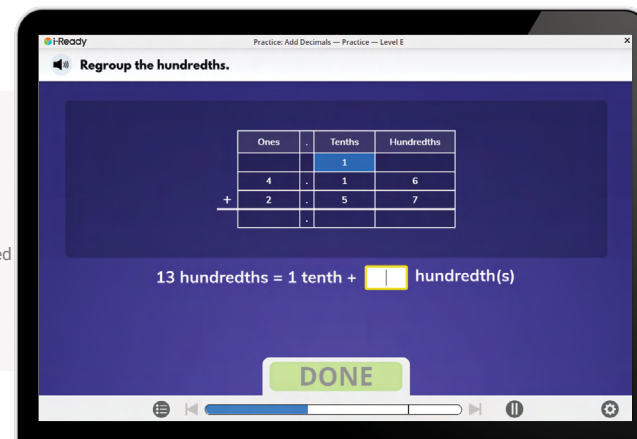 i-Ready
Practice: Add Decimals — Practice — Level E
X
Regroup the hundredths.
Ones . Tenths Hundredths
1
4 . 1 6
+ 2 . 5 7
.
ed
13 hundredths = 1 tenth + hundredth(s)
DONE